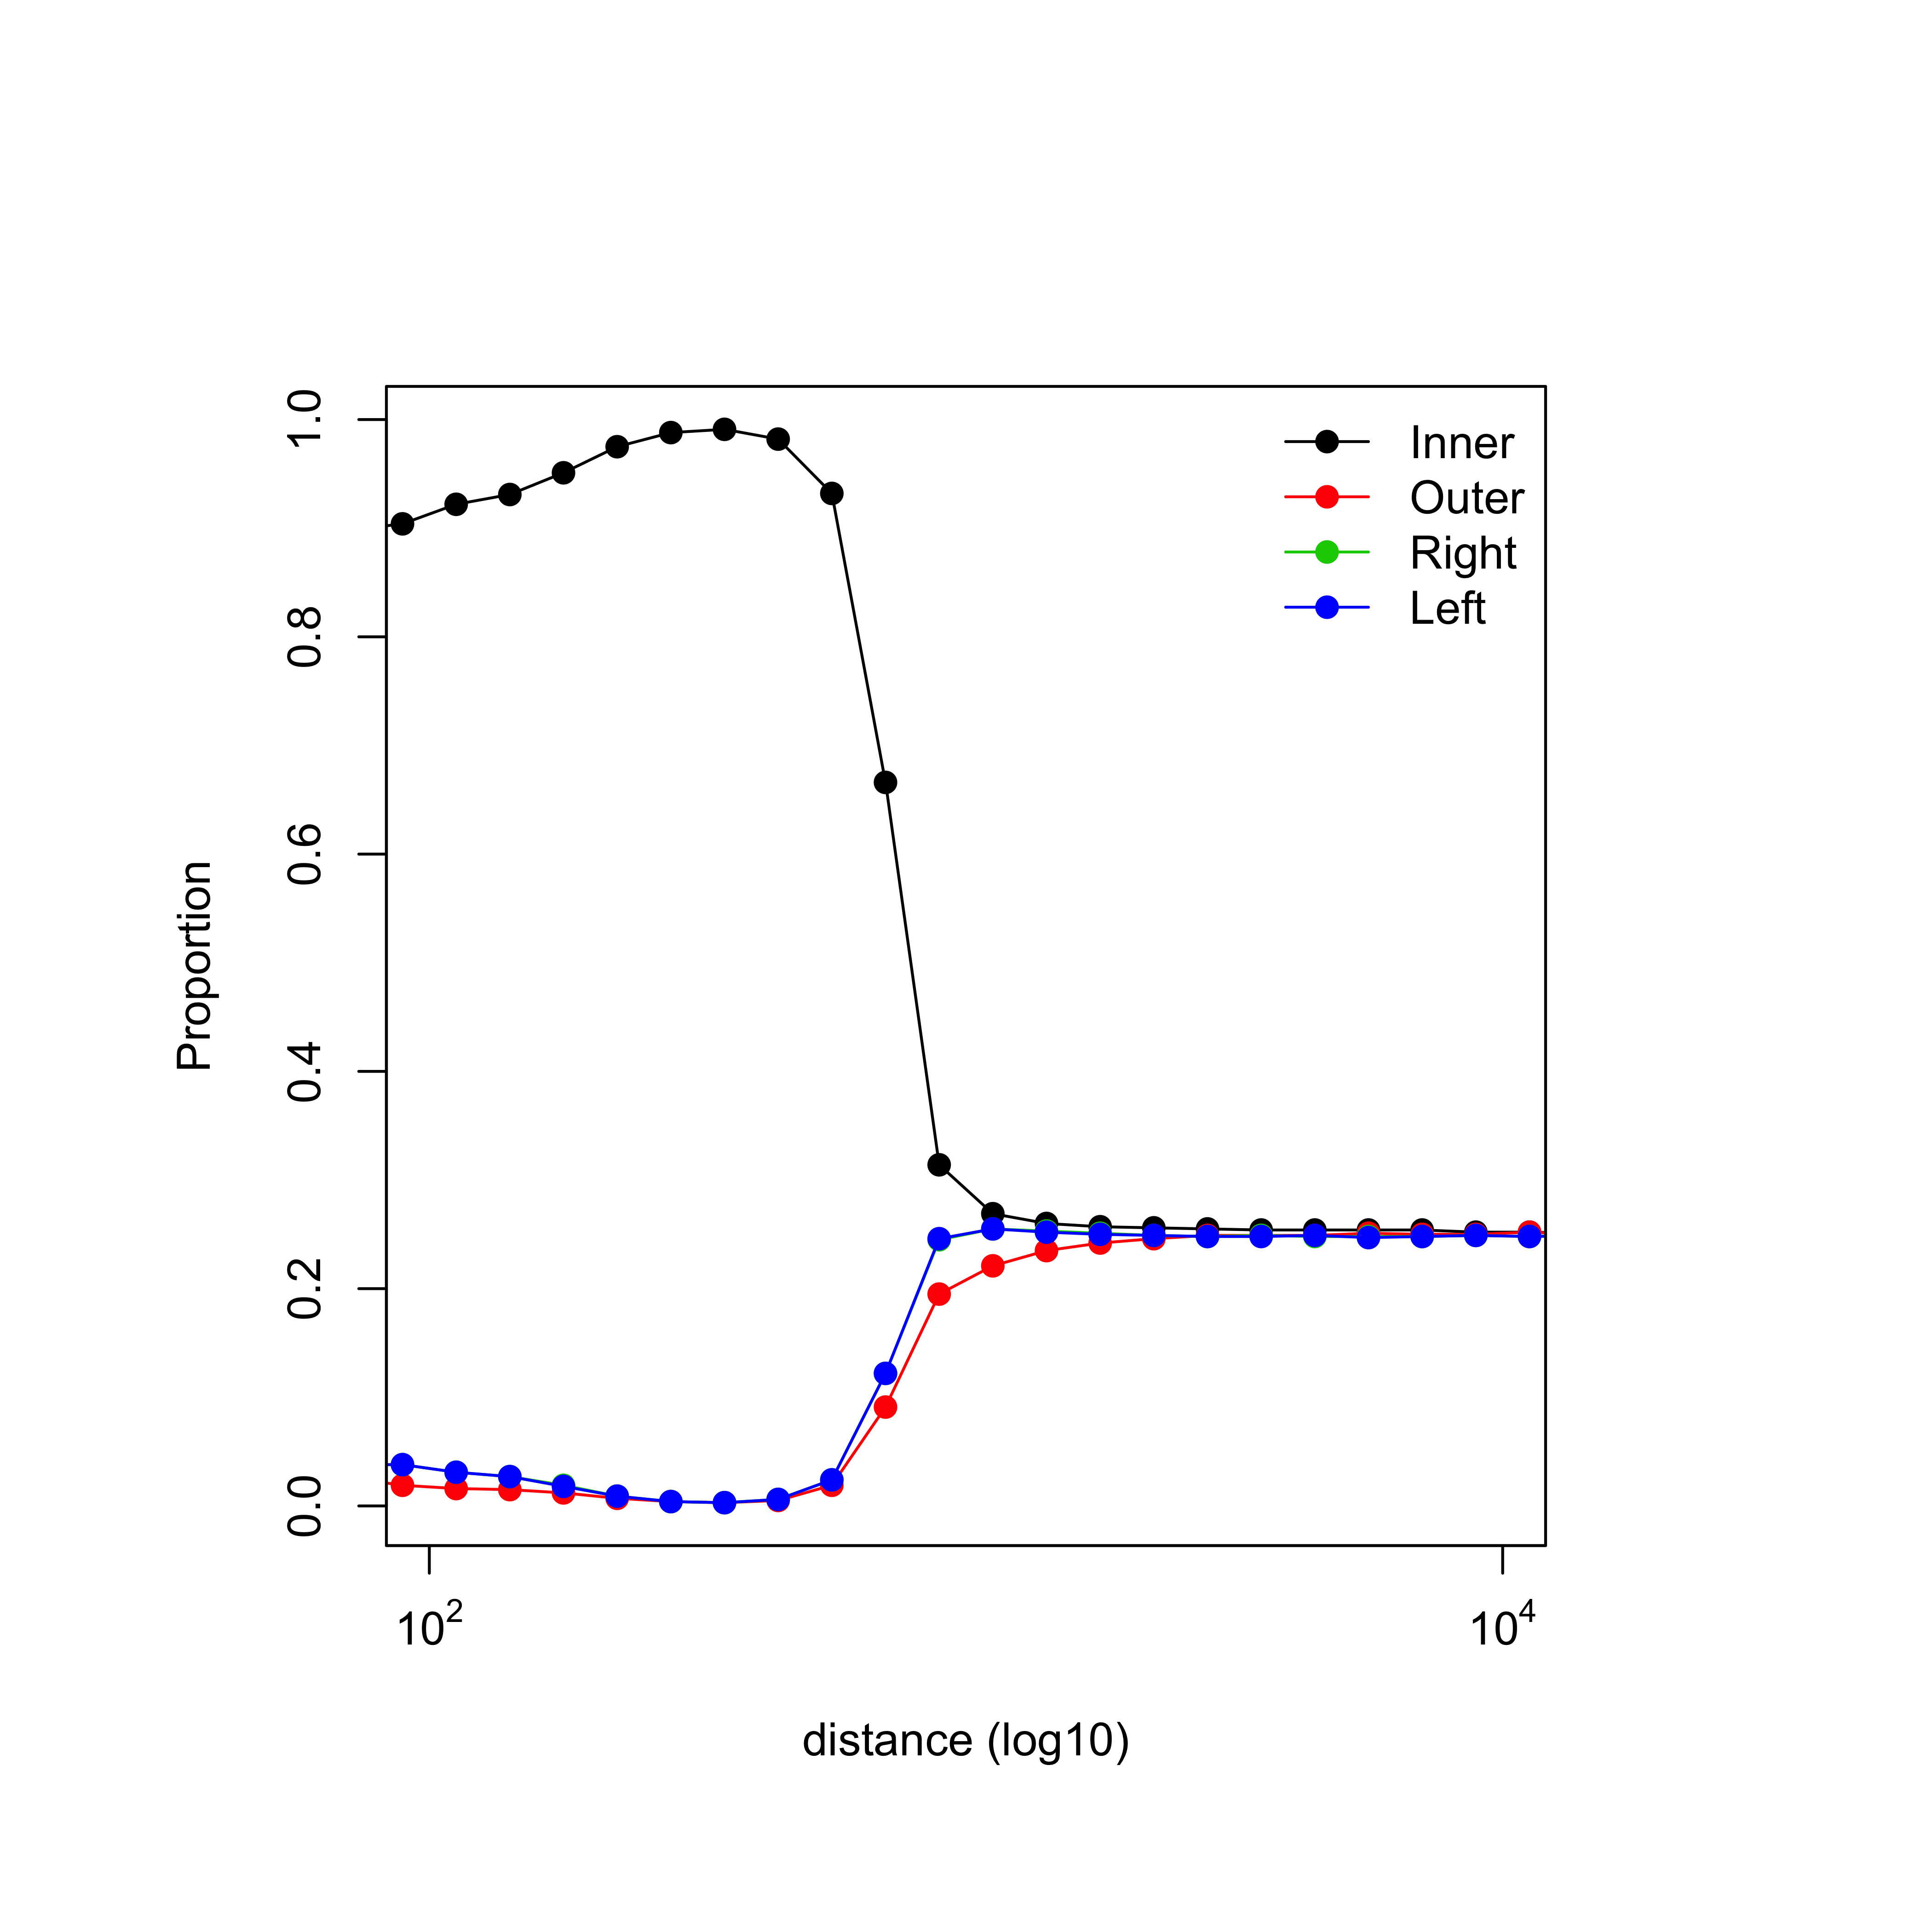 Proportion
1.0
0.8
0.6
0.4
0.2
0.0
Inner
Outer
Right
Left
10² 10⁴
distance (log10)